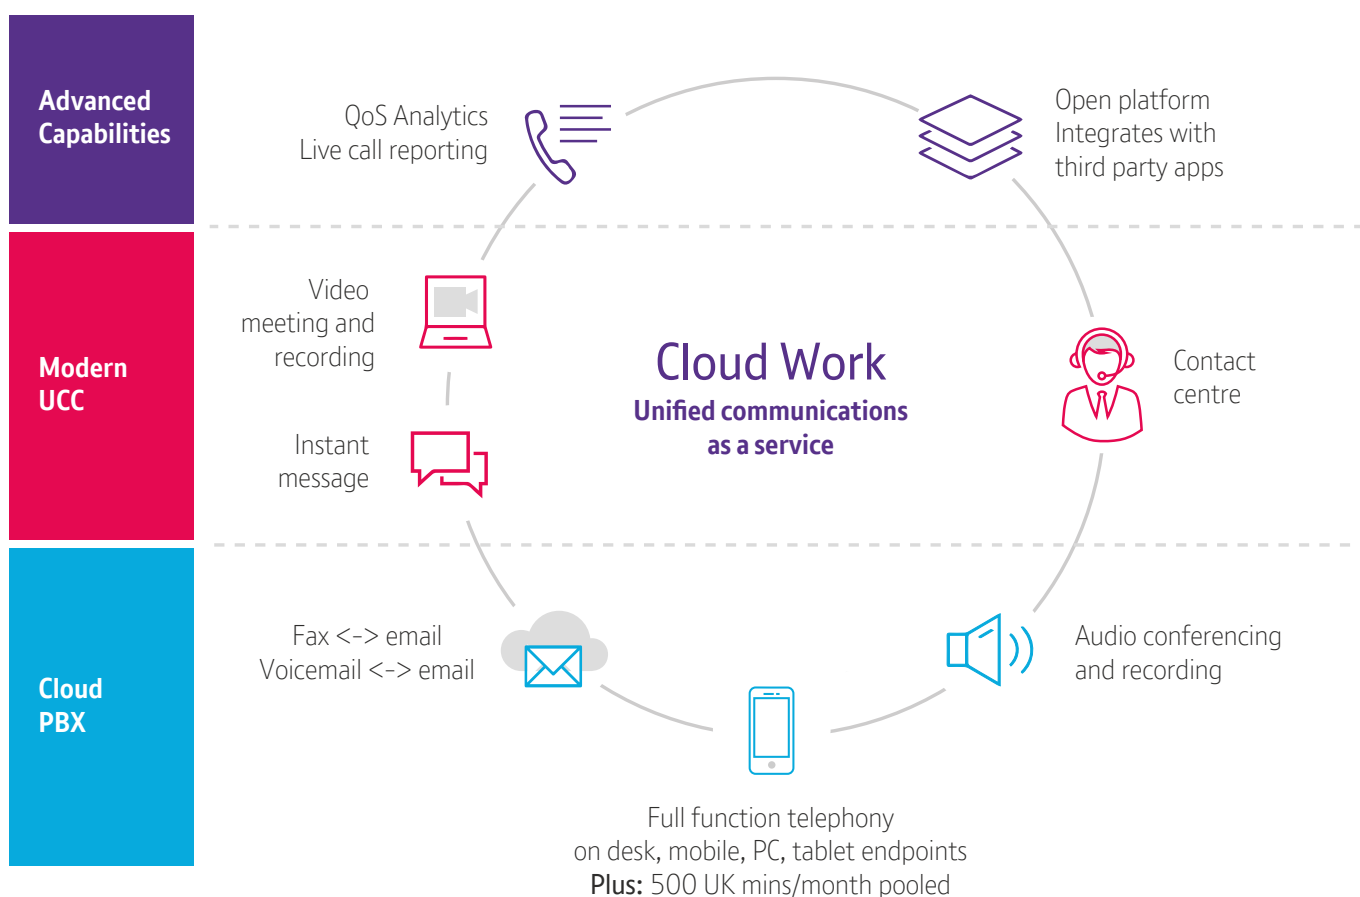 Advanced
Capabilities
QoS Analytics
Live call reporting
Open platform
Integrates with
third party apps
Modern
UCC
Video
meeting and
recording
Instant
message
Cloud Work
Unified communications
as a service
Contact
centre
Cloud
PBX
Fax <-> email
Voicemail <-> email
Audio conferencing
and recording
Full function telephony
on desk, mobile, PC, tablet endpoints
Plus: 500 UK mins/month pooled